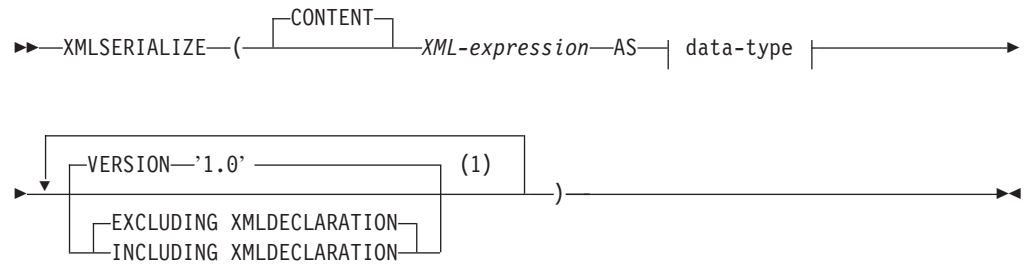 CONTENT
XMLSERIALIZE ( XML-expression AS data-type
VERSION ’1.0’ (1)
)
EXCLUDING XMLDECLARATION
INCLUDING XMLDECLARATION